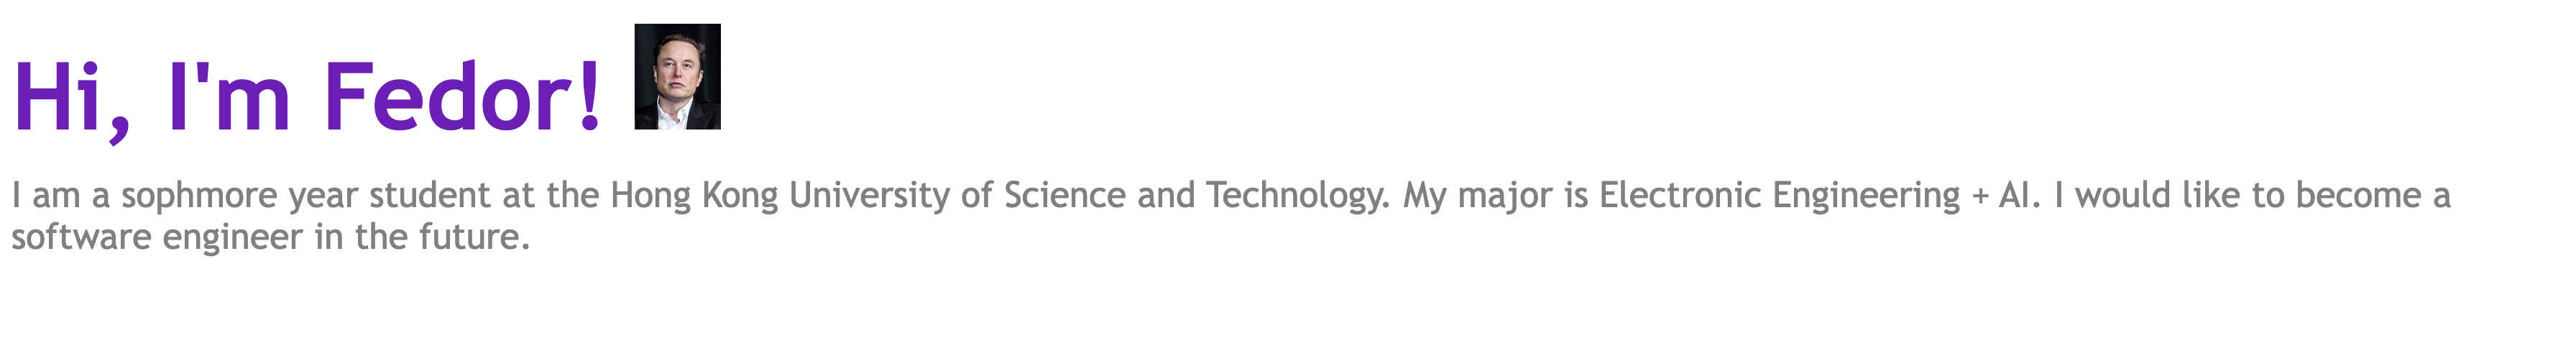 Hi, I'm Fedor!
I am a sophmore year student at the Hong Kong University of Science and Technology. My major is Electronic Engineering + AI. I would like to become a
software engineer in the future.